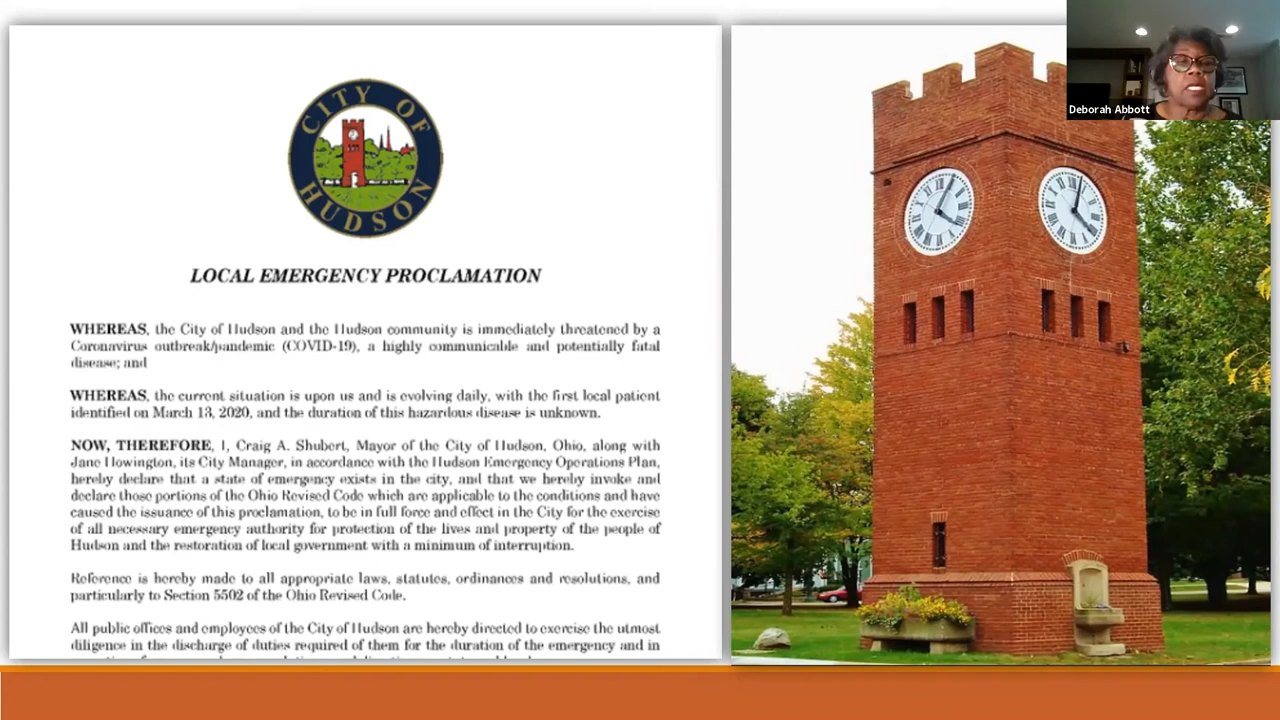 CITY OF
HUDSON
LOCAL EMERGENCY PROCLAMATION
WHEREAS, the City of Hudson and the Hudson community is immediately threatened by a
Coronavirus outbreak/pandemic (COVID-19), a highly communicable and potentially fatal
disease; and
WHEREAS, the current situation is upon us and is evolving daily, with the first local patient
identified on March 13, 2020, and the duration of this hazardous disease is unknown.
NOW, THEREFORE, I, Craig A. Shubert, Mayor of the City of Hudson, Ohio, along with
Jane Howington, its City Manager, in accordance with the Hudson Emergency Operations Plan,
hereby declare that a state of emergency exists in the city, and that we hereby invoke and
declare those portions of the Ohio Revised Code which are applicable to the conditions and have
caused the issuance of this proclamation, to be in full force and effect in the City for the exercise
of all necessary emergency authority for protection of the lives and property of the people of
Hudson and the restoration of local government with a minimum of interruption.
Reference is hereby made to all appropriate laws, statutes, ordinances and resolutions, and
particularly to Section 5502 of the Ohio Revised Code.
All public offices and employees of the City of Hudson are hereby directed to exercise the utmost
diligence in the discharge of duties required of them for the duration of the emergency and in
Deborah Abbott